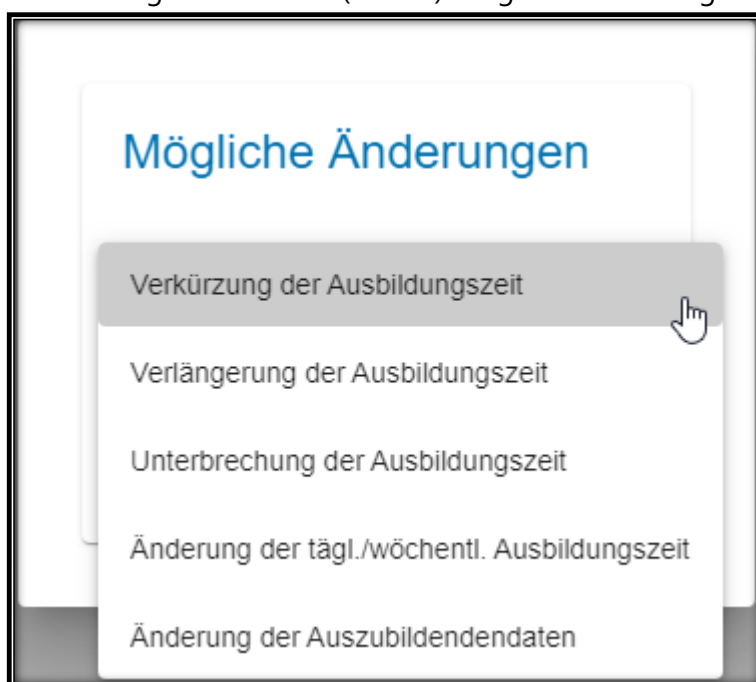 Mögliche Änderungen
Verkürzung der Ausbildungszeit
Verlängerung der Ausbildungszeit
Unterbrechung der Ausbildungszeit
Änderung der tägl./wöchentl. Ausbildungszeit
Änderung der Auszubildendendaten